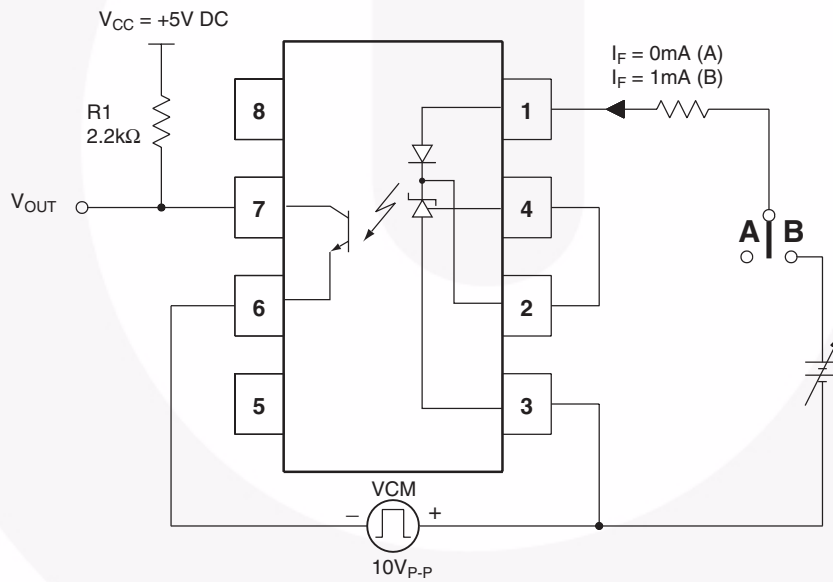 V_CC = +5V DC
R1
2.2kΩ
V_OUT
8
7
6
5
1
4
2
3
I_F = 0mA (A)
I_F = 1mA (B)
A B
VCM
– +
10V_P-P